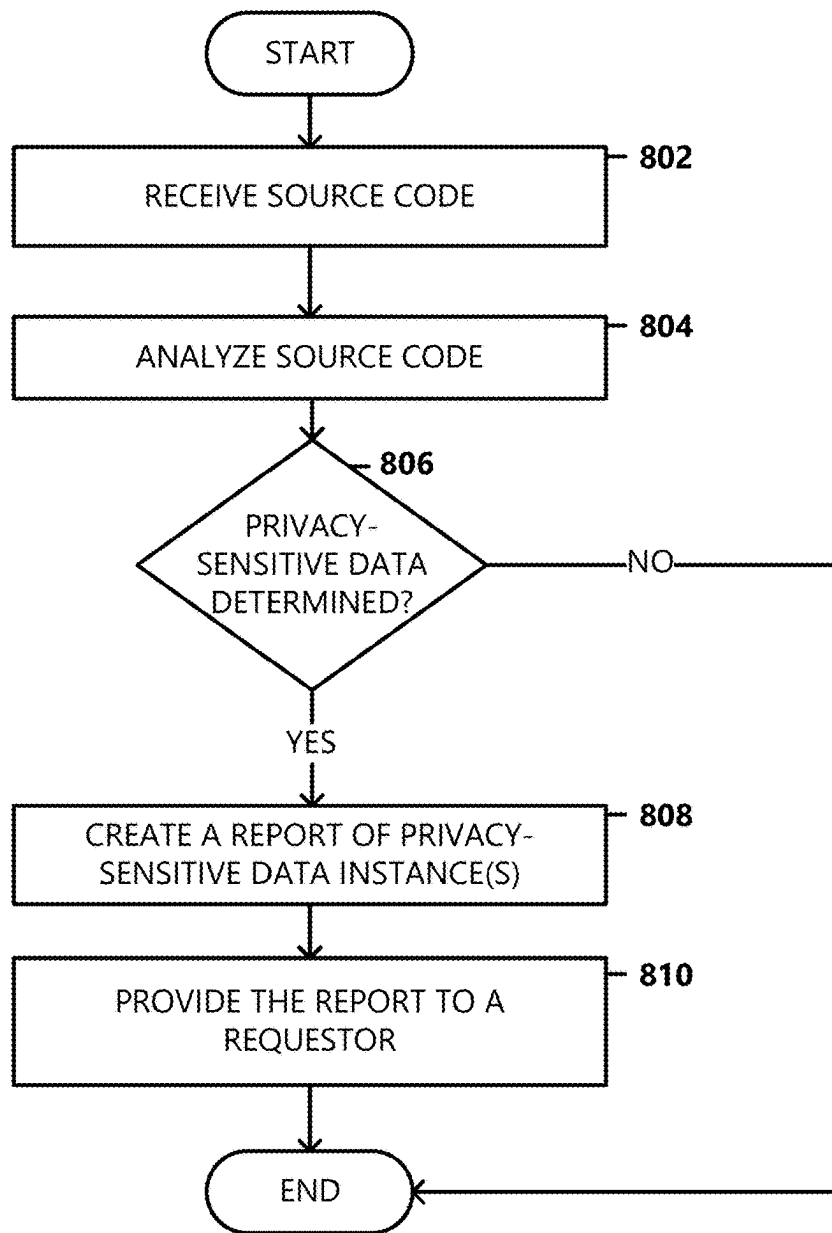 START
802
RECEIVE SOURCE CODE
804
ANALYZE SOURCE CODE
806
PRIVACY-
SENSITIVE DATA
DETERMINED?
NO
YES
808
CREATE A REPORT OF PRIVACY-
SENSITIVE DATA INSTANCE(S)
810
PROVIDE THE REPORT TO A
REQUESTOR
END